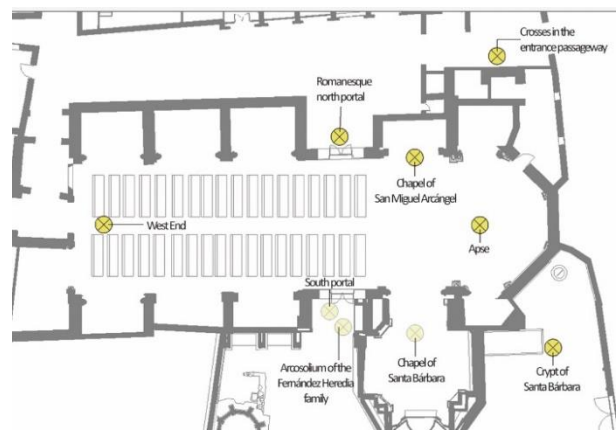 Crosses in the
entrance passageway
Romanesque
north portal
Chapel of
San Miguel Arcángel
West End
Apse
South portal
Arcosolium of the
Fernández Heredia
family
Chapel of
Santa Bárbara
Crypt of
Santa Bárbara